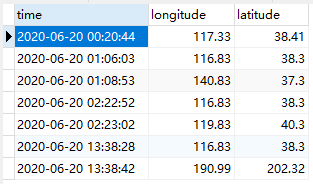 time longitude latitude
2020-06-20 00:20:44 117.33 38.41
2020-06-20 01:06:03 116.83 38.3
2020-06-20 01:08:53 140.83 37.3
2020-06-20 02:22:52 116.83 38.3
2020-06-20 02:23:02 119.83 40.3
2020-06-20 13:38:28 116.83 38.3
2020-06-20 13:38:42 190.99 202.32